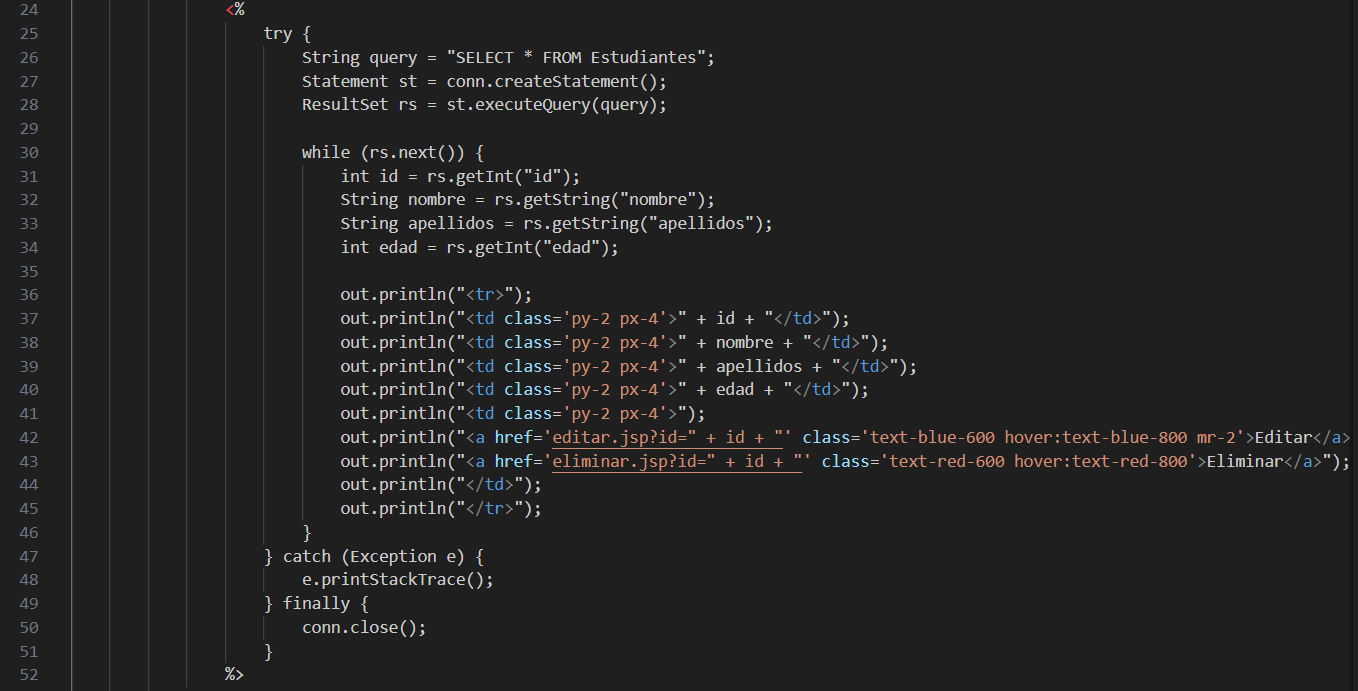 24 <%
25 try {
26 String query = "SELECT * FROM Estudiantes";
27 Statement st = conn.createStatement();
28 ResultSet rs = st.executeQuery(query);
29
30 while (rs.next()) {
31 int id = rs.getInt("id");
32 String nombre = rs.getString("nombre");
33 String apellidos = rs.getString("apellidos");
34 int edad = rs.getInt("edad");
35
36 out.println("<tr>");
37 out.println("<td class='py-2 px-4'>" + id + "</td>");
38 out.println("<td class='py-2 px-4'>" + nombre + "</td>");
39 out.println("<td class='py-2 px-4'>" + apellidos + "</td>");
40 out.println("<td class='py-2 px-4'>" + edad + "</td>");
41 out.println("<td class='py-2 px-4'>");
42 out.println("<a href='editar.jsp?id=" + id + "' class='text-blue-600 hover:text-blue-800 mr-2'>Editar</a>
43 out.println("<a href='eliminar.jsp?id=" + id + "' class='text-red-600 hover:text-red-800'>Eliminar</a>");
44 out.println("</td>");
45 out.println("</tr>");
46 }
47 } catch (Exception e) {
48 e.printStackTrace();
49 } finally {
50 conn.close();
51 }
52 %>